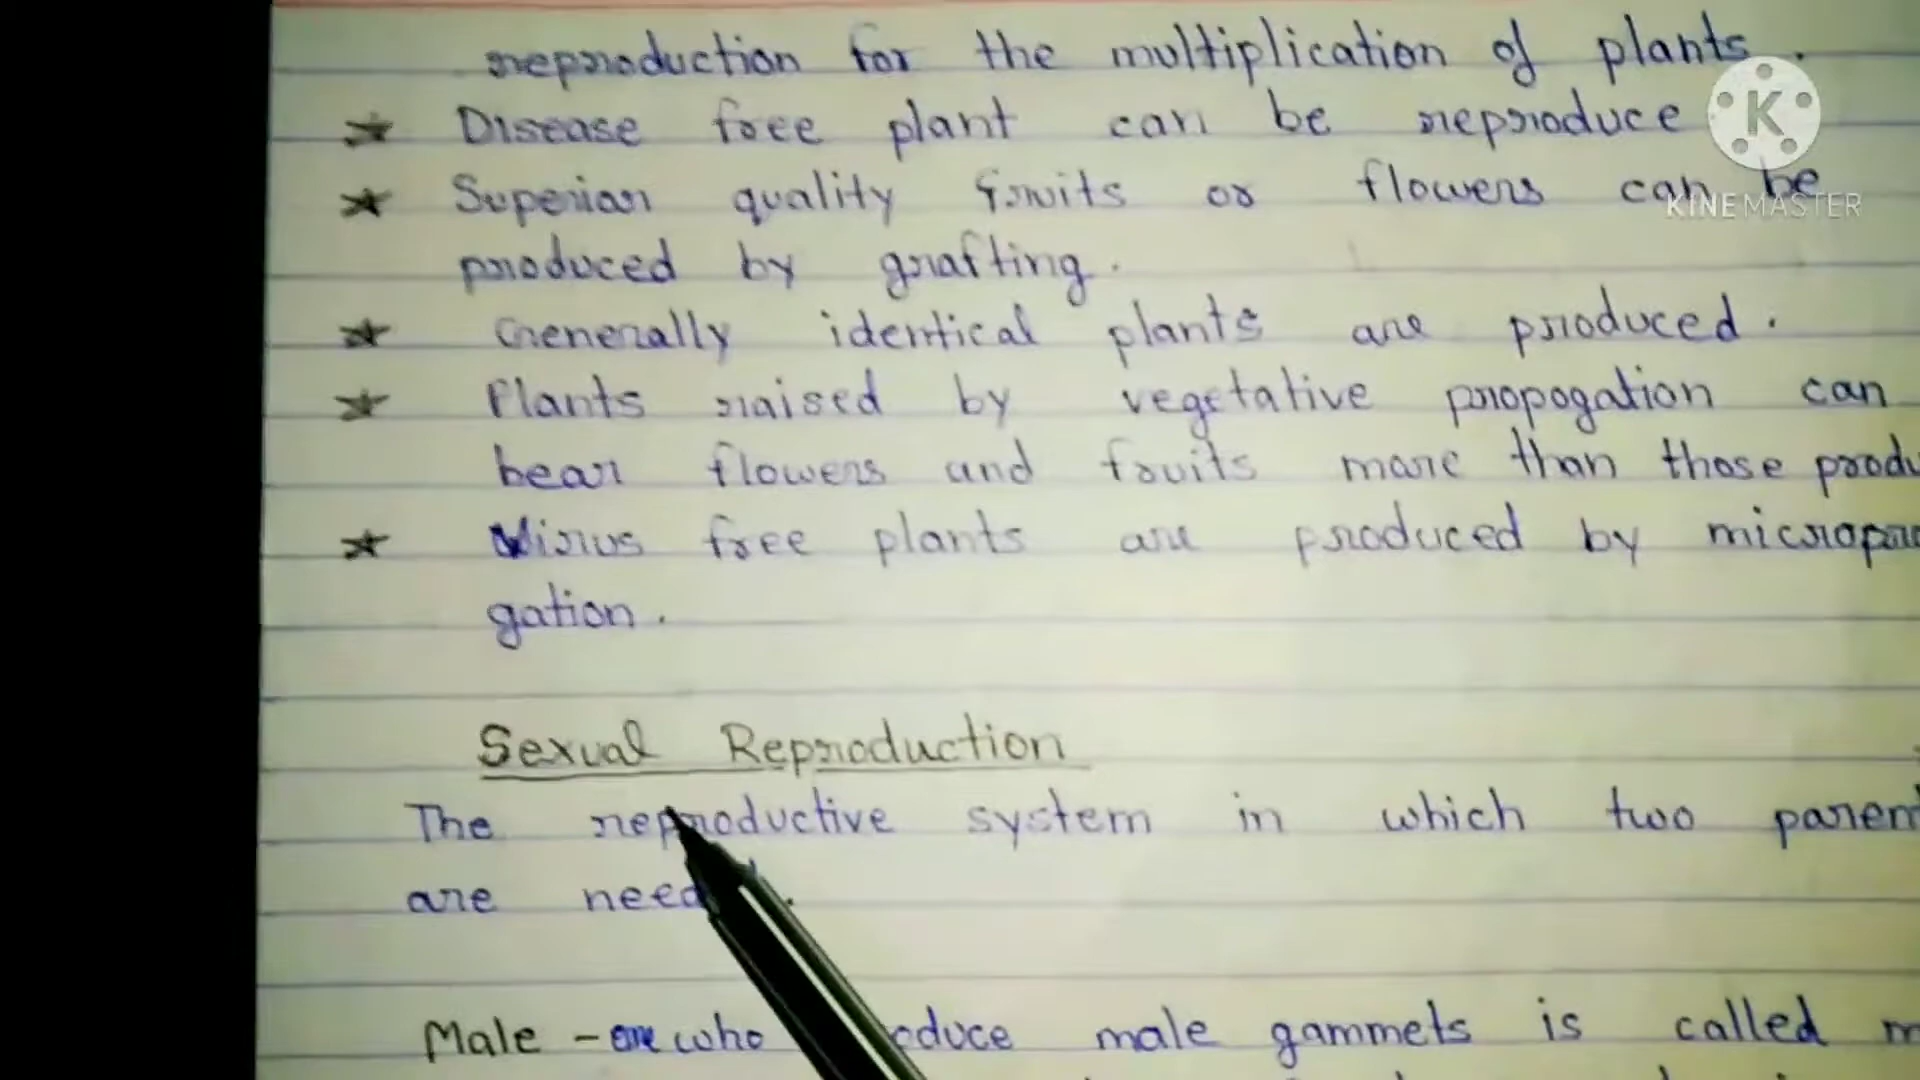 reproduction for the multiplication of plants.
★ Disease free plant can be reproduce
★ Superior quality fruits or flowers can be
produced by grafting.
★ Generally identical plants are produced.
★ Plants raised by vegetative propogation can
bear flowers and fruits more than those produ
★ Virus free plants are produced by micropro
gation.
Sexual Reproduction
The reproductive system in which two parent
are need
Male - one who oduce male gammets is called m
K
KINEMASTER